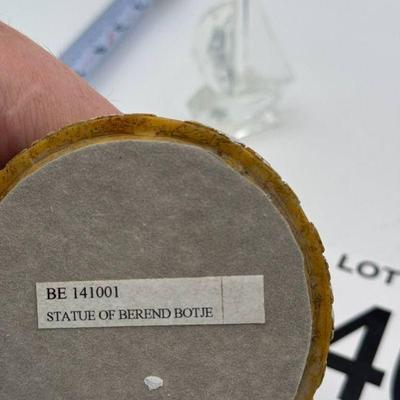 BE 141001
STATUE OF BEREND BOTJE
LOT